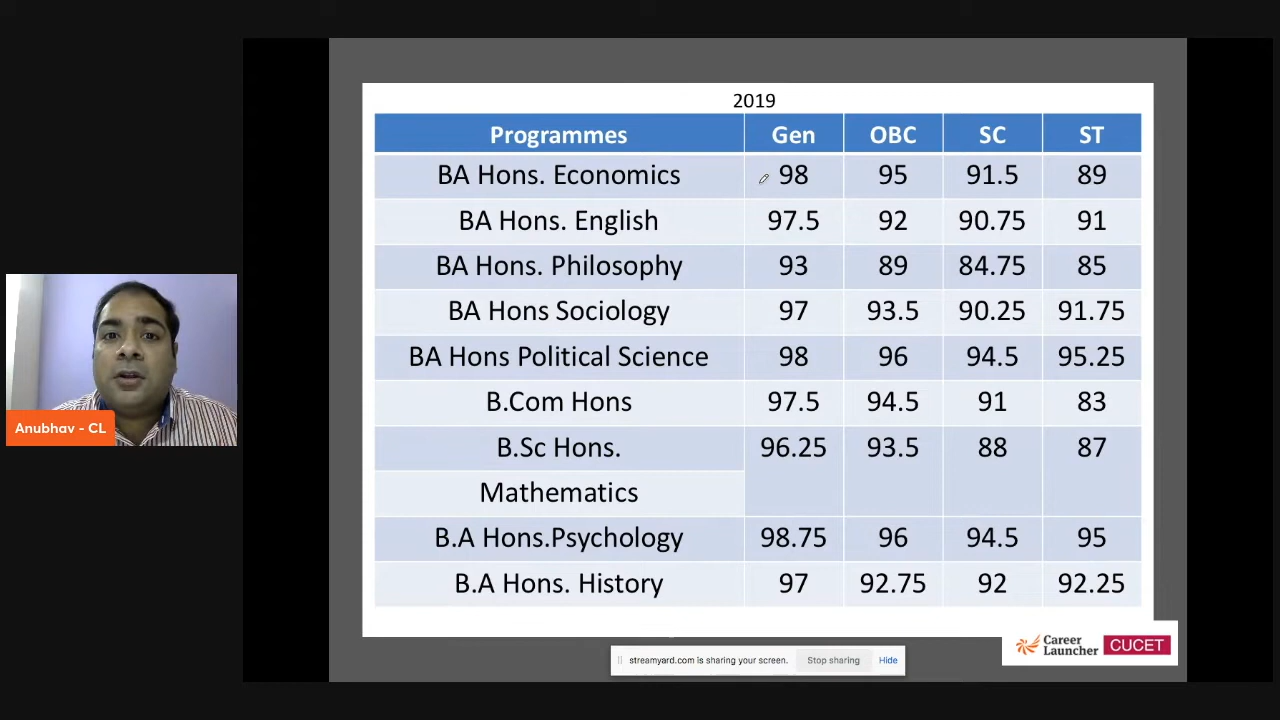 2019
Programmes Gen OBC SC ST
BA Hons. Economics 98 95 91.5 89
BA Hons. English 97.5 92 90.75 91
BA Hons. Philosophy 93 89 84.75 85
BA Hons Sociology 97 93.5 90.25 91.75
BA Hons Political Science 98 96 94.5 95.25
B.Com Hons 97.5 94.5 91 83
B.Sc Hons. 96.25 93.5 88 87
Mathematics
B.A Hons.Psychology 98.75 96 94.5 95
B.A Hons. History 97 92.75 92 92.25
Anubhav - CL
Career
Launcher
CUCET
streamyard.com is sharing your screen. Stop sharing Hide